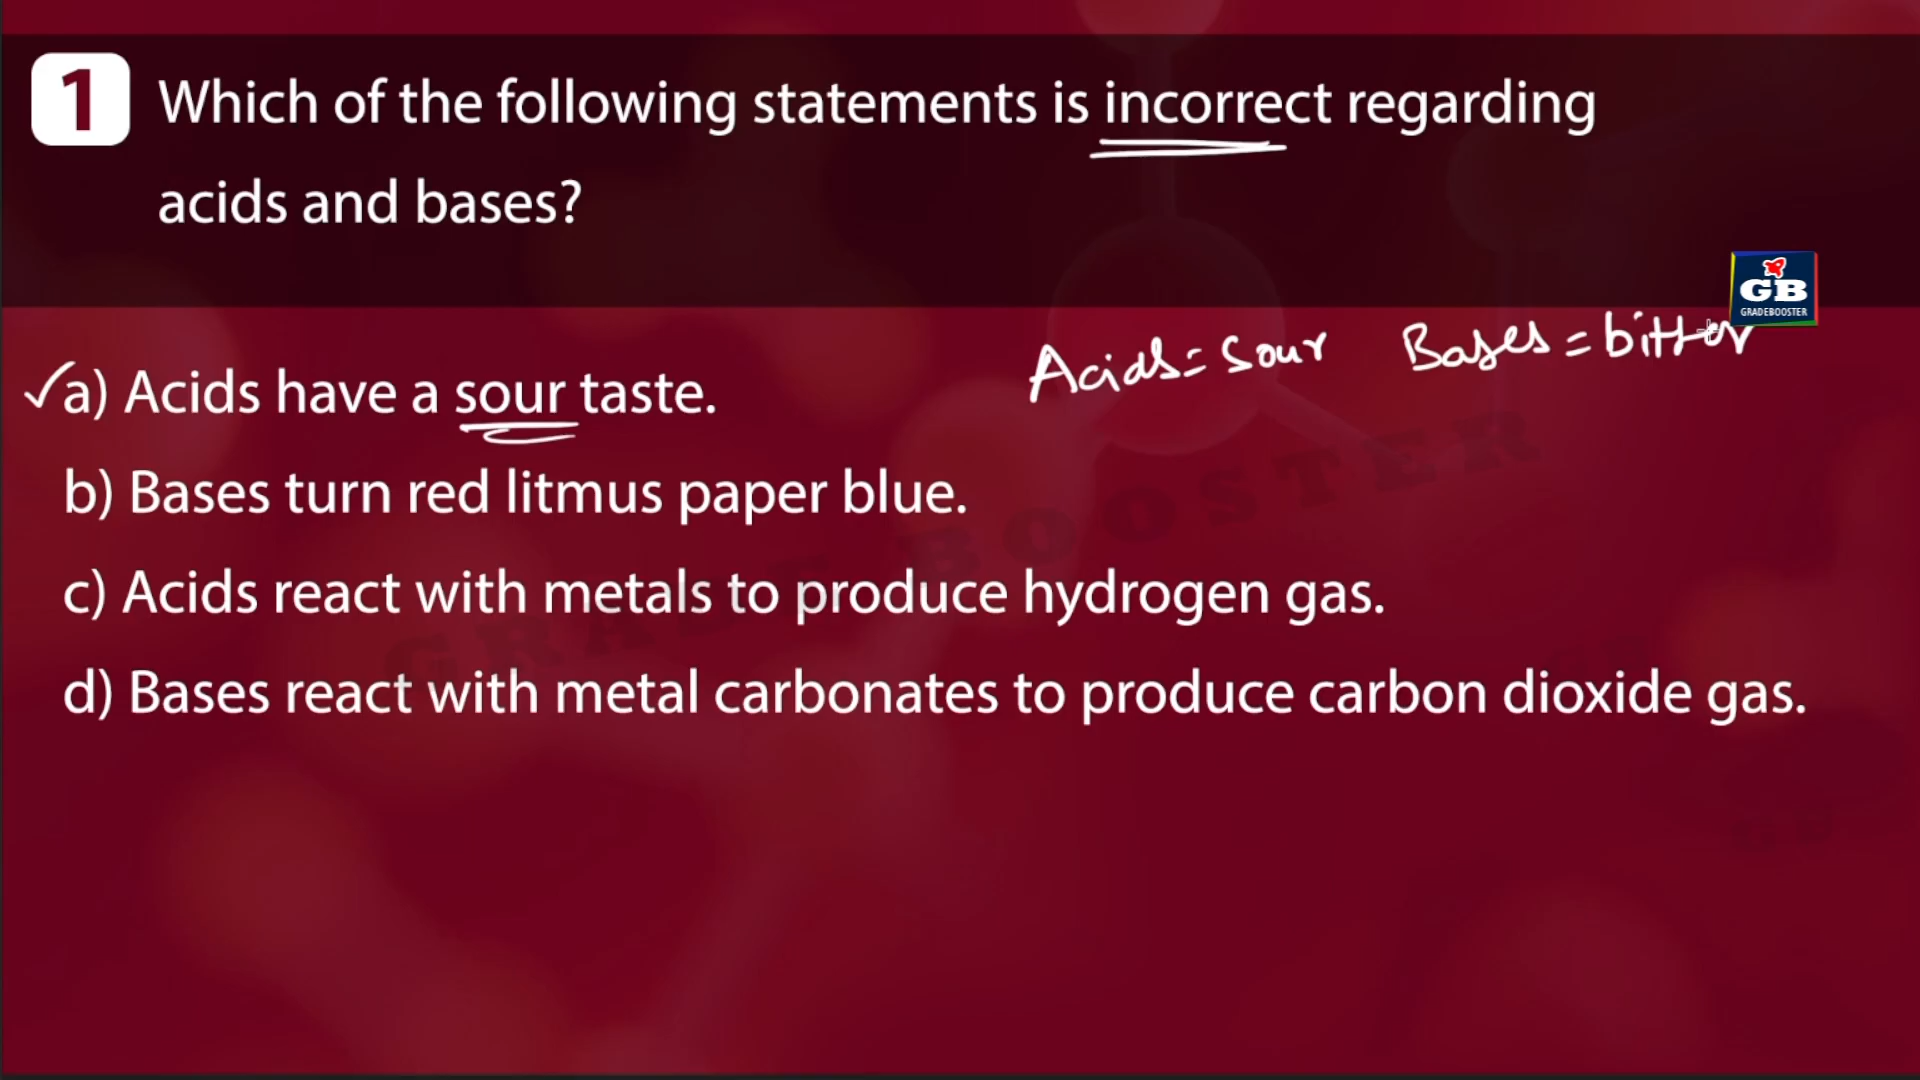 1 Which of the following statements is incorrect regarding
acids and bases?
GB
GRADEBOOSTER
Acids = Sour Bases = bitter
✓a) Acids have a sour taste.
b) Bases turn red litmus paper blue.
c) Acids react with metals to produce hydrogen gas.
d) Bases react with metal carbonates to produce carbon dioxide gas.
GRADE BOOSTER